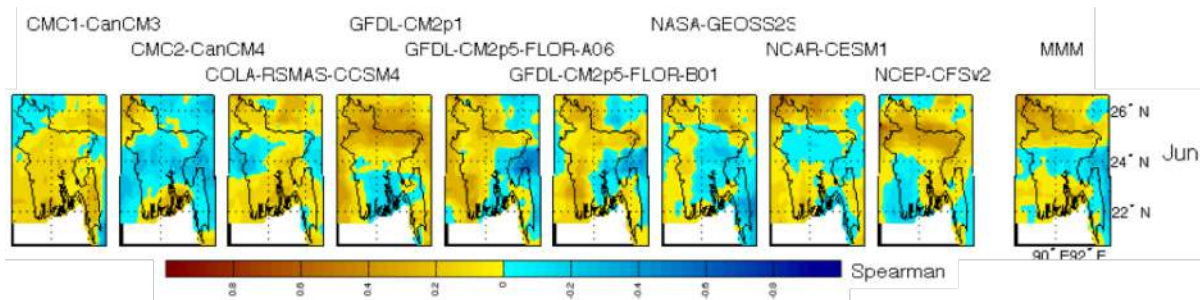 CMC1-CanCM3 GFDL-CM2p1 NASA-GEOSS2S
CMC2-CanCM4 GFDL-CM2p5-FLOR-A06 NCAR-CESM1 MMM
COLA-RSMAS-CCSM4 GFDL-CM2p5-FLOR-B01 NCEP-CFSv2
26° N
24° N Jun
22° N
90° E92° E
0.8 0.6 0.4 0.2 0 -0.2 -0.4 -0.6 -0.8 Spearman